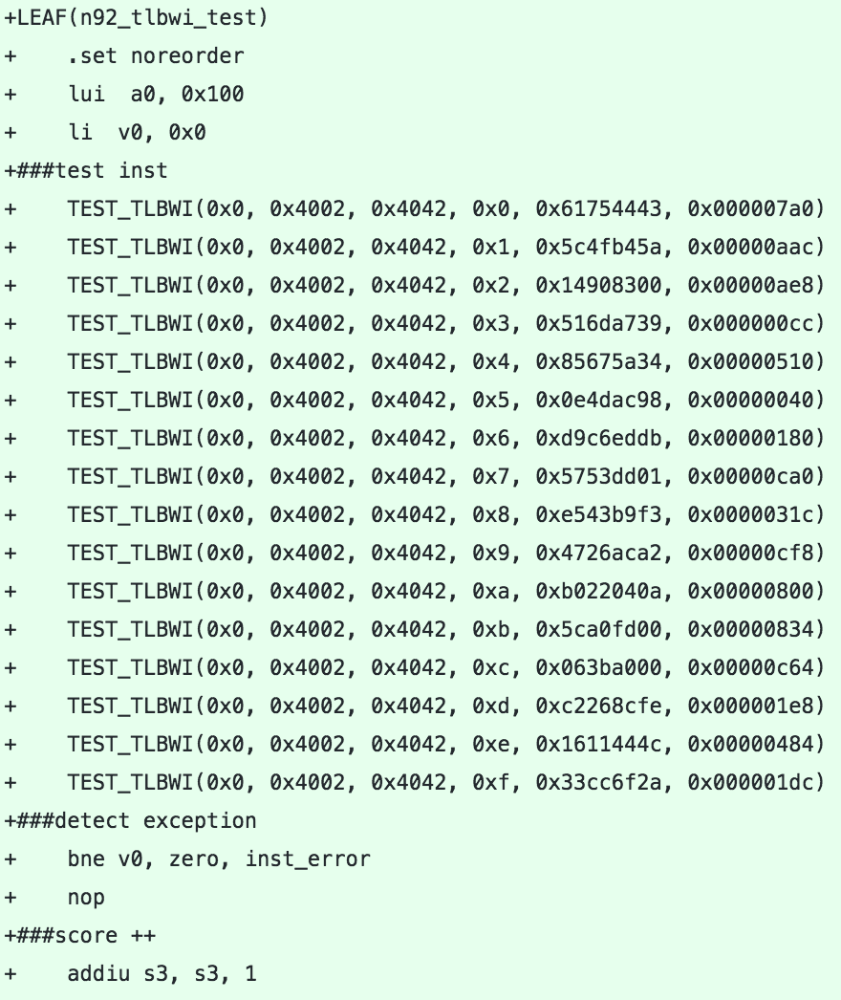 +LEAF(n92_tlbwi_test)
+    .set noreorder
+    lui  a0, 0x100
+    li  v0, 0x0
+###test inst
+    TEST_TLBWI(0x0, 0x4002, 0x4042, 0x0, 0x61754443, 0x000007a0)
+    TEST_TLBWI(0x0, 0x4002, 0x4042, 0x1, 0x5c4fb45a, 0x00000aac)
+    TEST_TLBWI(0x0, 0x4002, 0x4042, 0x2, 0x14908300, 0x00000ae8)
+    TEST_TLBWI(0x0, 0x4002, 0x4042, 0x3, 0x516da739, 0x000000cc)
+    TEST_TLBWI(0x0, 0x4002, 0x4042, 0x4, 0x85675a34, 0x00000510)
+    TEST_TLBWI(0x0, 0x4002, 0x4042, 0x5, 0x0e4dac98, 0x00000040)
+    TEST_TLBWI(0x0, 0x4002, 0x4042, 0x6, 0xd9c6eddb, 0x00000180)
+    TEST_TLBWI(0x0, 0x4002, 0x4042, 0x7, 0x5753dd01, 0x00000ca0)
+    TEST_TLBWI(0x0, 0x4002, 0x4042, 0x8, 0xe543b9f3, 0x0000031c)
+    TEST_TLBWI(0x0, 0x4002, 0x4042, 0x9, 0x4726aca2, 0x00000cf8)
+    TEST_TLBWI(0x0, 0x4002, 0x4042, 0xa, 0xb022040a, 0x00000800)
+    TEST_TLBWI(0x0, 0x4002, 0x4042, 0xb, 0x5ca0fd00, 0x00000834)
+    TEST_TLBWI(0x0, 0x4002, 0x4042, 0xc, 0x063ba000, 0x00000c64)
+    TEST_TLBWI(0x0, 0x4002, 0x4042, 0xd, 0xc2268cfe, 0x000001e8)
+    TEST_TLBWI(0x0, 0x4002, 0x4042, 0xe, 0x1611444c, 0x00000484)
+    TEST_TLBWI(0x0, 0x4002, 0x4042, 0xf, 0x33cc6f2a, 0x000001dc)
+###detect exception
+    bne v0, zero, inst_error
+    nop
+###score ++
+    addiu s3, s3, 1